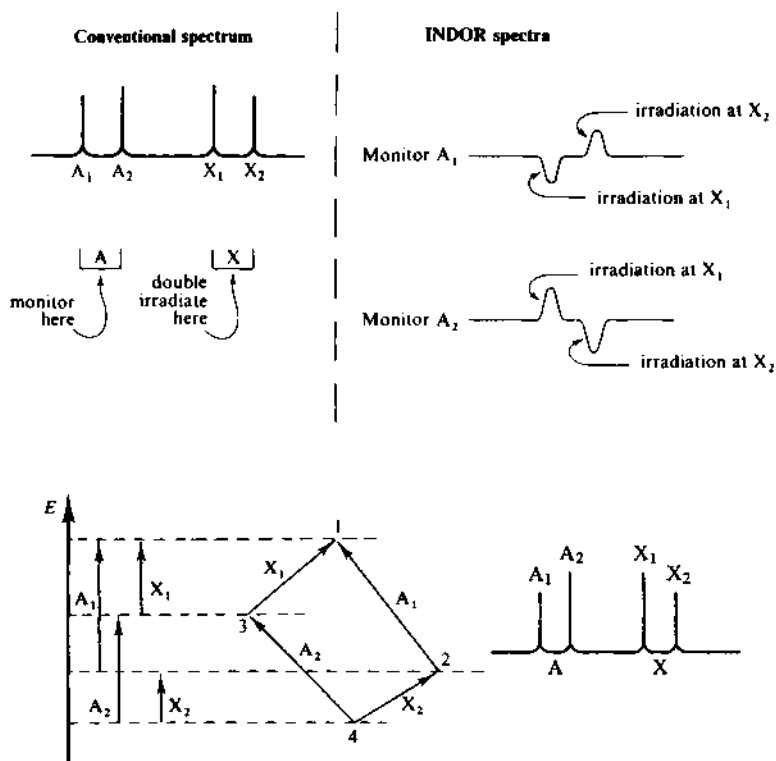 Conventional spectrum
INDOR spectra
A₁ A₂ X₁ X₂
A
X
monitor
here
double
irradiate
here
irradiation at X₂
Monitor A₁
irradiation at X₁
irradiation at X₁
Monitor A₂
irradiation at X₂
E
1
X₁
X₁
A₁
A₁
3
A₂
2
A₂
X₂
X₂
4
A₁
A₂
X₁
X₂
A
X